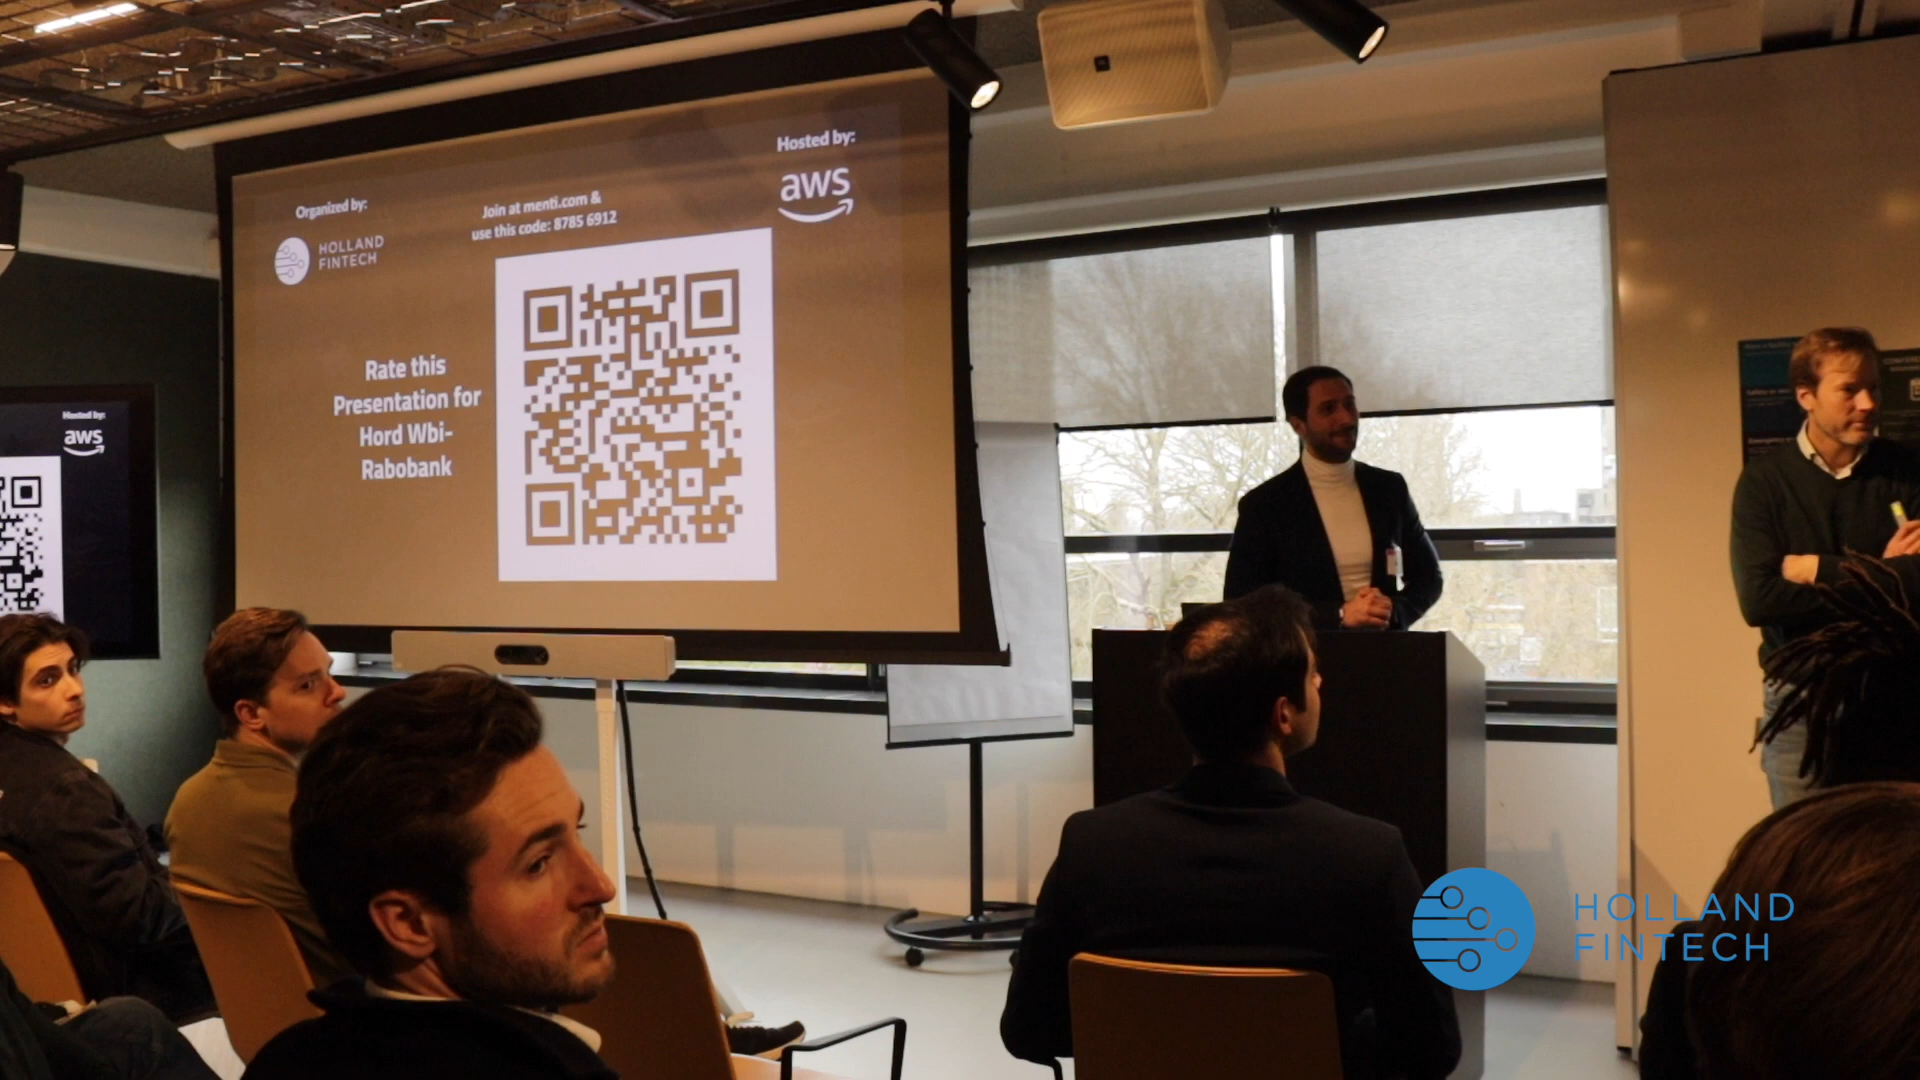 Organized by:
HOLLAND
FINTECH
Join at menti.com &
use this code: 8785 6912
Hosted by:
aws
Rate this
Presentation for
Hord Wbi-
Rabobank
Hosted by:
aws
HOLLAND
FINTECH